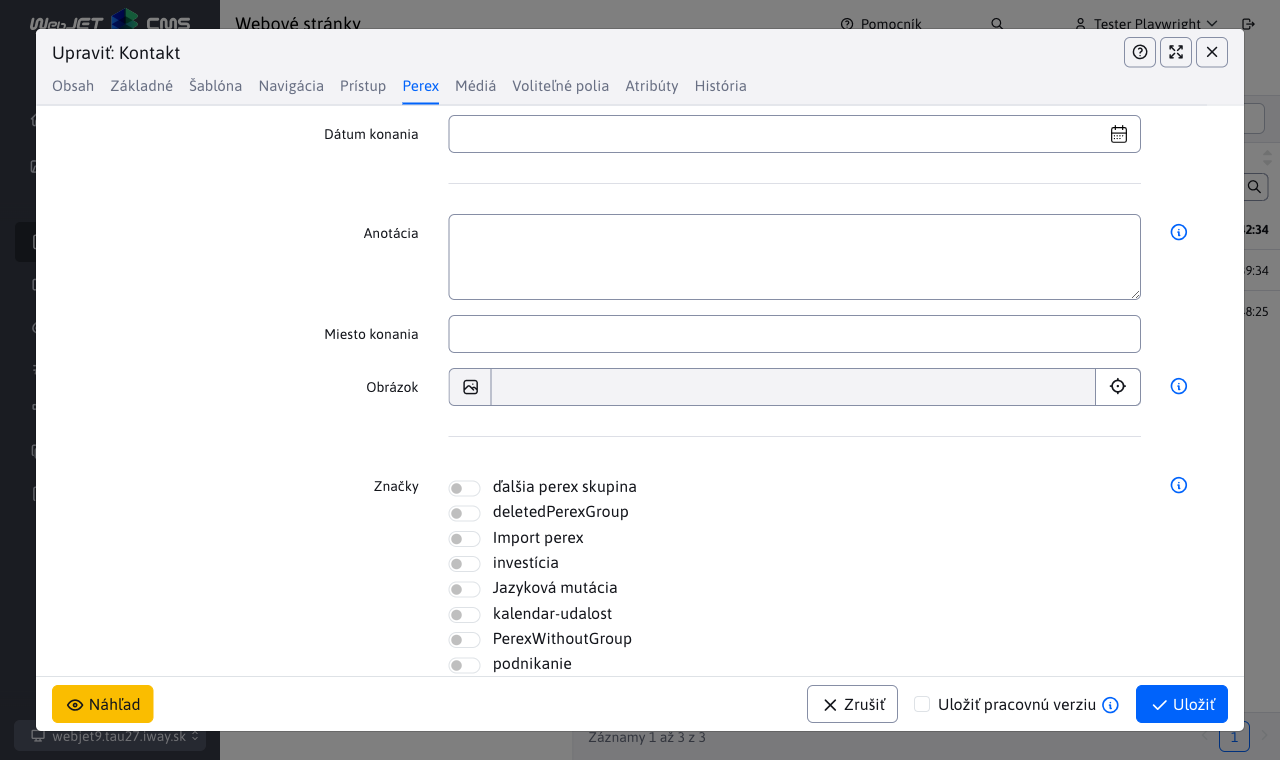 WebJET CMS
Webové stránky
Pomocník
Tester Playwright
Upraviť: Kontakt
Obsah
Základné
Šablóna
Navigácia
Prístup
Perex
Médiá
Voliteľné polia
Atribúty
História
Dátum konania
Anotácia
2:34
9:34
8:25
Miesto konania
Obrázok
Značky
ďalšia perex skupina
deletedPerexGroup
Import perex
investícia
Jazyková mutácia
kalendar-udalost
PerexWithoutGroup
podnikanie
Náhľad
Zrušiť
Uložiť pracovnú verziu
Uložiť
webjet9.tau27.iway.sk
Záznamy 1 až 3 z 3
1